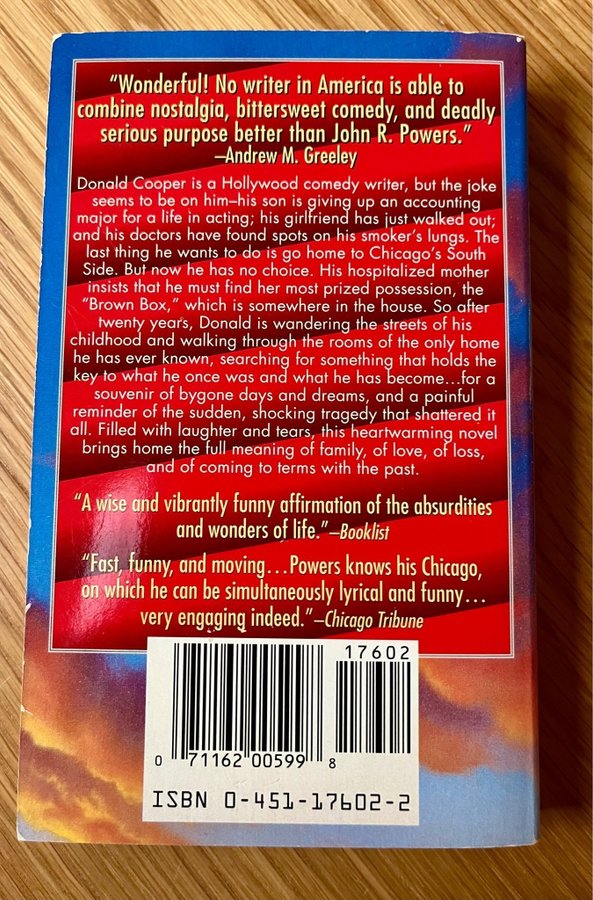 “Wonderful! No writer in America is able to
combine nostalgia, bittersweet comedy, and deadly
serious purpose better than John R. Powers.”
–Andrew M. Greeley
Donald Cooper is a Hollywood comedy writer, but the joke
seems to be on him–his son is giving up an accounting
major for a life in acting; his girlfriend has just walked out;
and his doctors have found spots on his smoker's lungs. The
last thing he wants to do is go home to Chicago's South
Side. But now he has no choice. His hospitalized mother
insists that he must find her most prized possession, the
“Brown Box,” which is somewhere in the house. So after
twenty years, Donald is wandering the streets of his
childhood and walking through the rooms of the only home
he has ever known, searching for something that holds the
key to what he once was and what he has become...for a
souvenir of bygone days and dreams, and a painful
reminder of the sudden, shocking tragedy that shattered it
all. Filled with laughter and tears, this heartwarming novel
brings home the full meaning of family, of love, of loss,
and of coming to terms with the past.
“A wise and vibrantly funny affirmation of the absurdities
and wonders of life.”–Booklist
“Fast, funny, and moving...Powers knows his Chicago,
on which he can be simultaneously lyrical and funny...
very engaging indeed.”–Chicago Tribune
17602
0 71162 00599 8
ISBN 0-451-17602-2